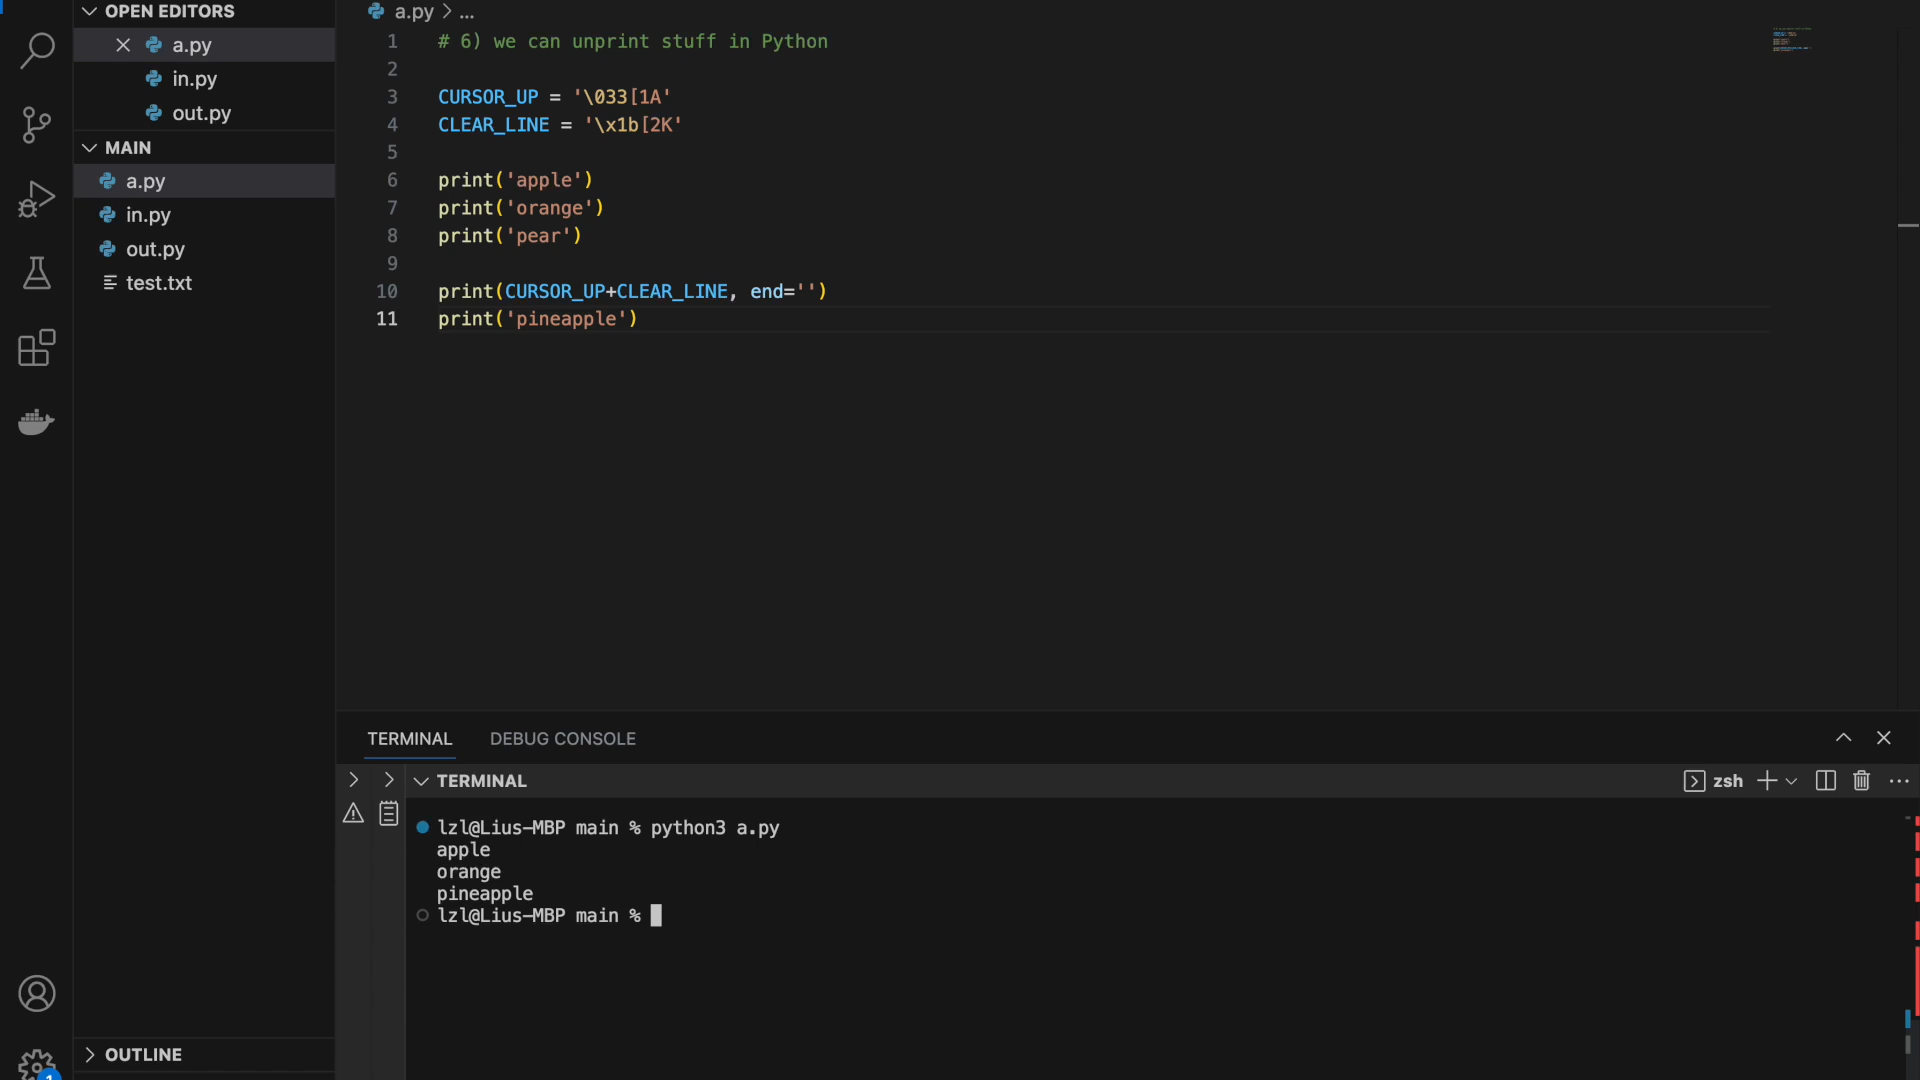 OPEN EDITORS
a.py
in.py
out.py
MAIN
a.py
in.py
out.py
test.txt
OUTLINE
1
a.py > ...
1 # 6) we can unprint stuff in Python
2
3 CURSOR_UP = '\033[1A'
4 CLEAR_LINE = '\x1b[2K'
5
6 print('apple')
7 print('orange')
8 print('pear')
9
10 print(CURSOR_UP+CLEAR_LINE, end='')
11 print('pineapple')
TERMINAL DEBUG CONSOLE
TERMINAL
zsh
lzl@Lius-MBP main % python3 a.py
apple
orange
pineapple
lzl@Lius-MBP main %